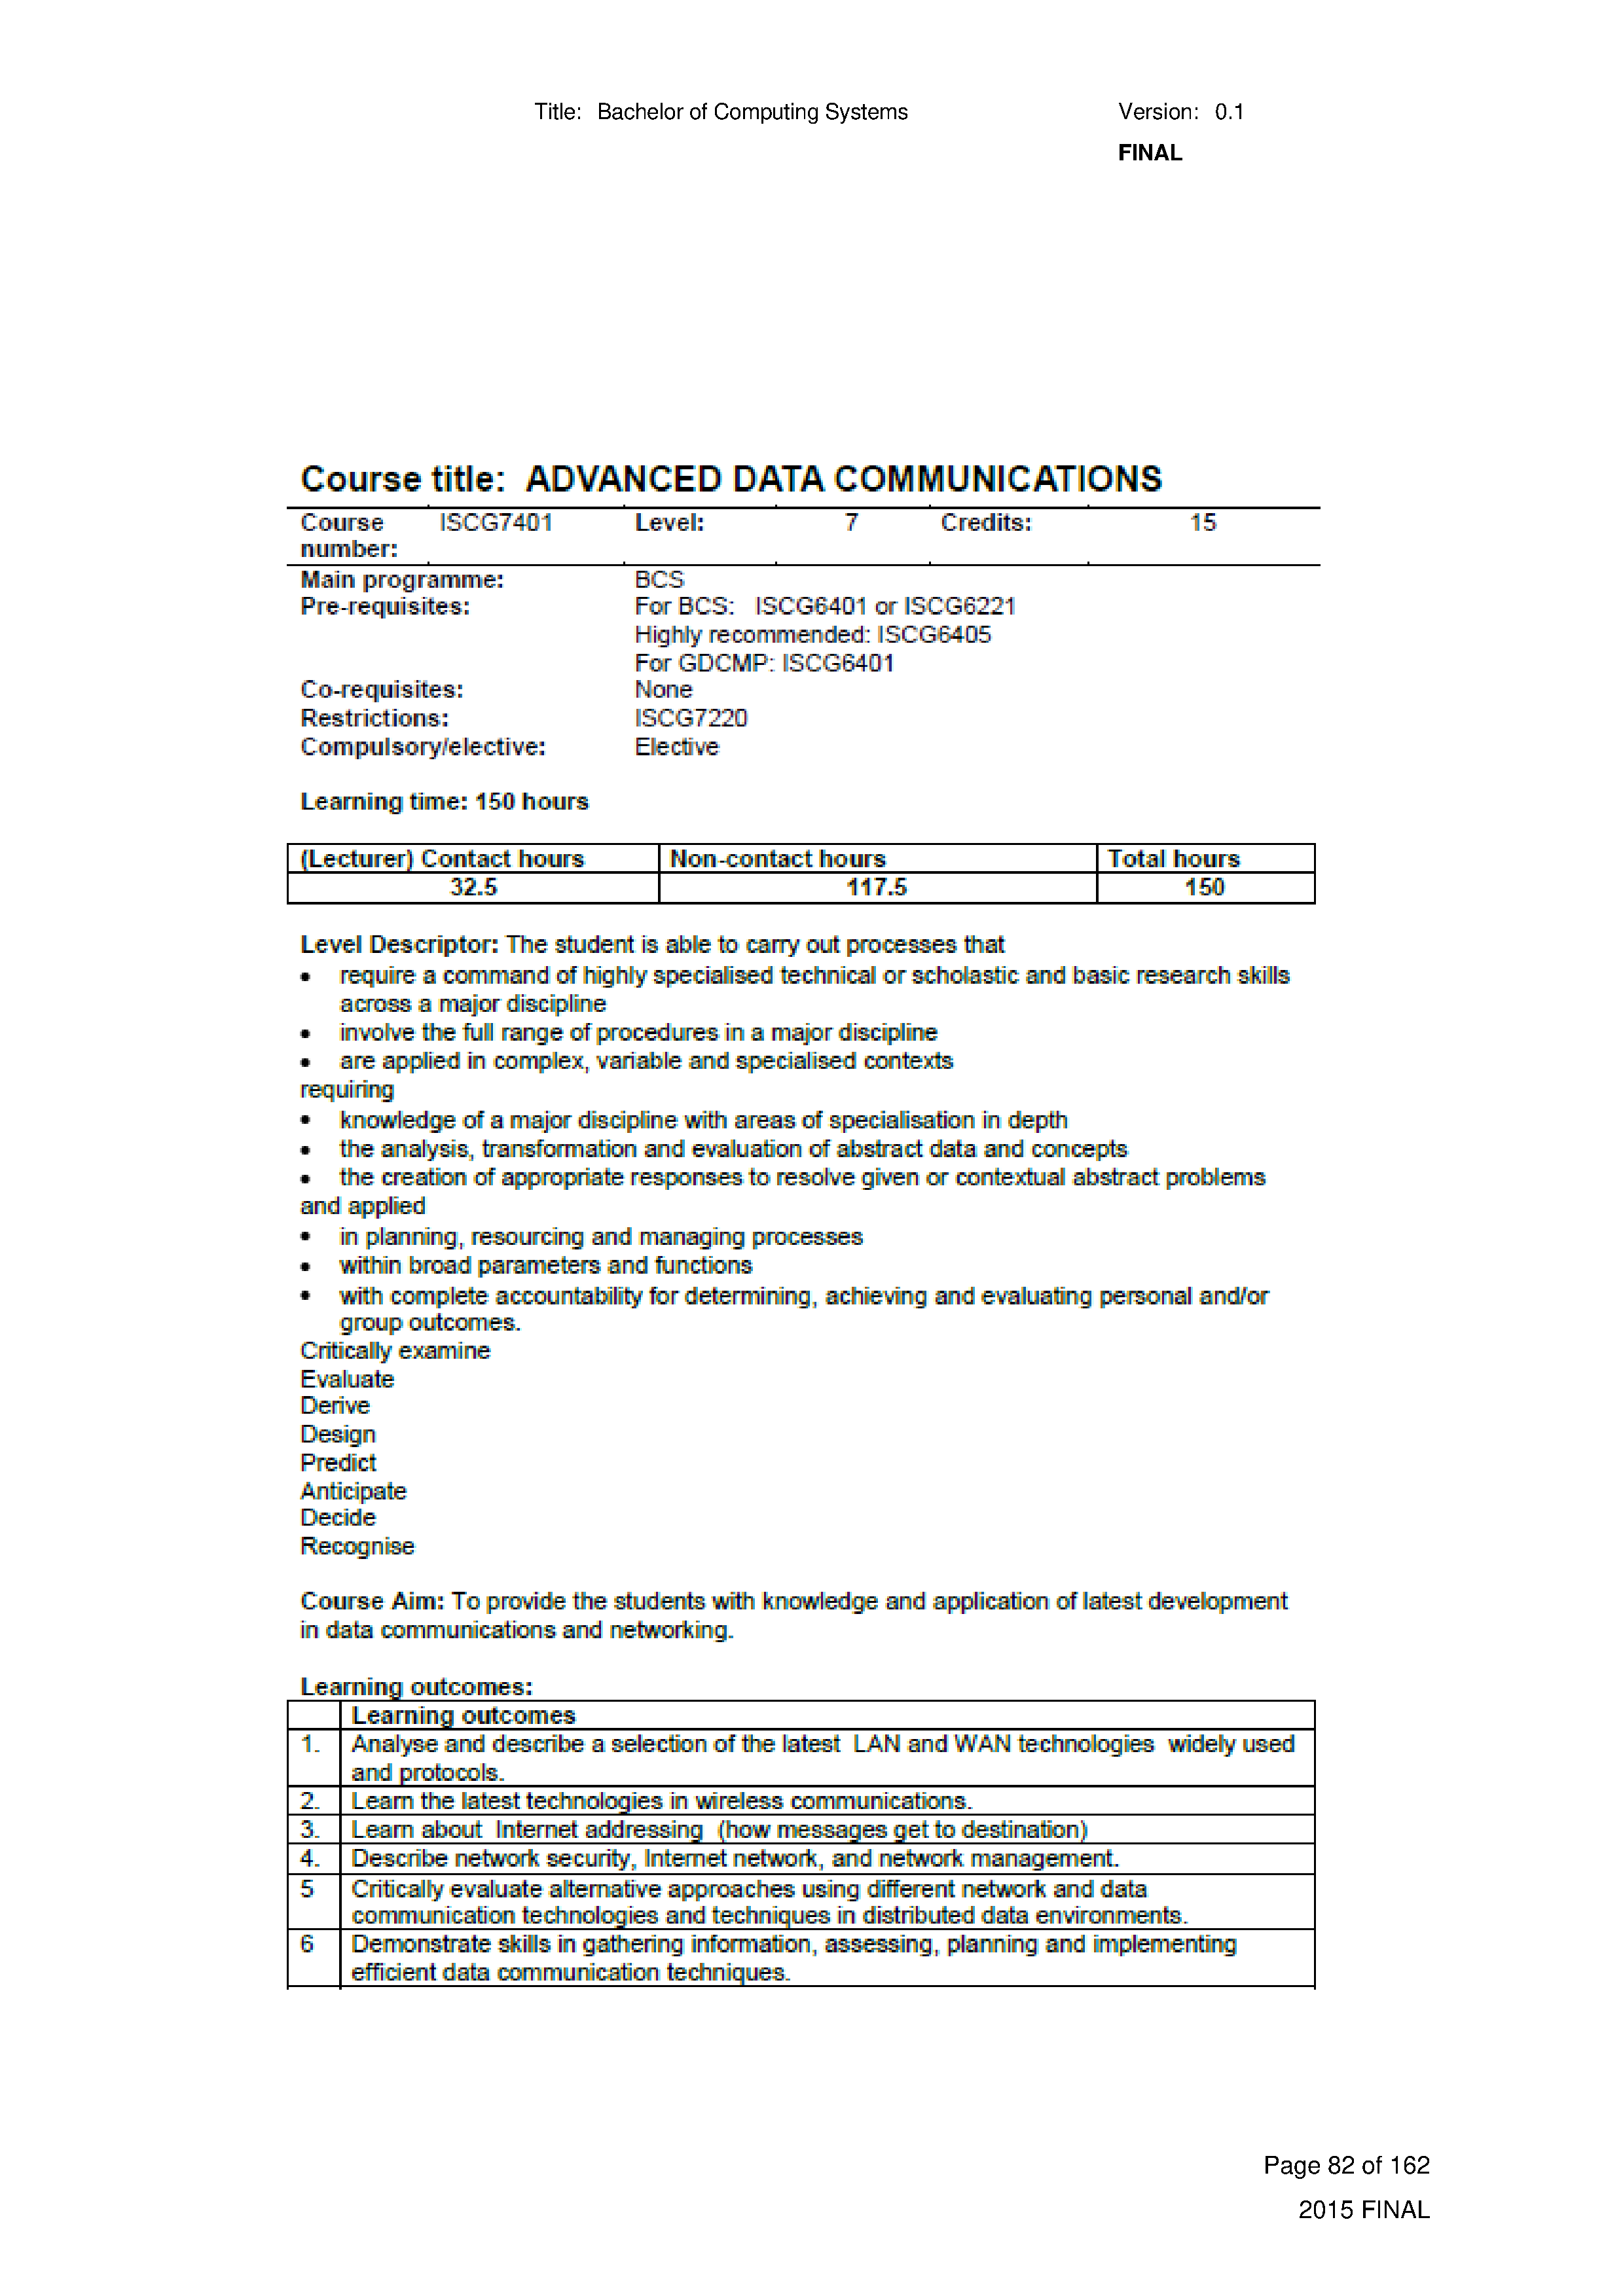 Title: Bachelor of Computing Systems Version: 0.1
FINAL
Course title: ADVANCED DATA COMMUNICATIONS
Course number: ISCG7401 Level: 7 Credits: 15
Main programme: BCS
Pre-requisites: For BCS: ISCG6401 or ISCG6221
Highly recommended: ISCG6405
For GDCMP: ISCG6401
Co-requisites: None
Restrictions: ISCG7220
Compulsory/elective: Elective
Learning time: 150 hours
(Lecturer) Contact hours Non-contact hours Total hours
32.5 117.5 150
Level Descriptor: The student is able to carry out processes that
• require a command of highly specialised technical or scholastic and basic research skills
across a major discipline
• involve the full range of procedures in a major discipline
• are applied in complex, variable and specialised contexts
requiring
• knowledge of a major discipline with areas of specialisation in depth
• the analysis, transformation and evaluation of abstract data and concepts
• the creation of appropriate responses to resolve given or contextual abstract problems
and applied
• in planning, resourcing and managing processes
• within broad parameters and functions
• with complete accountability for determining, achieving and evaluating personal and/or
group outcomes.
Critically examine
Evaluate
Derive
Design
Predict
Anticipate
Decide
Recognise
Course Aim: To provide the students with knowledge and application of latest development
in data communications and networking.
Learning outcomes:
Learning outcomes
1. Analyse and describe a selection of the latest LAN and WAN technologies widely used
and protocols.
2. Learn the latest technologies in wireless communications.
3. Learn about Internet addressing (how messages get to destination)
4. Describe network security, Internet network, and network management.
5 Critically evaluate alternative approaches using different network and data
communication technologies and techniques in distributed data environments.
6 Demonstrate skills in gathering information, assessing, planning and implementing
efficient data communication techniques.
Page 82 of 162
2015 FINAL